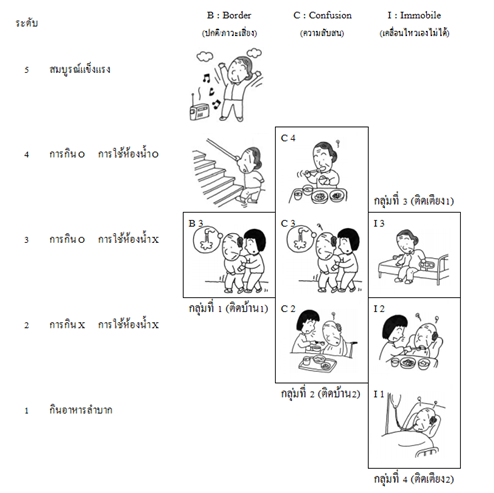 ระดับ
B : Border
(ปกติ/ภาวะเสี่ยง)
C : Confusion
(ความสับสน)
I : Immobile
(เคลื่อนไหวเองไม่ได้)
5 สมบูรณ์แข็งแรง
4 การกิน O การใช้ห้องน้ำ O
C 4
กลุ่มที่ 3 (ติดเตียง1)
3 การกิน O การใช้ห้องน้ำ X
B 3
C 3
I 3
กลุ่มที่ 1 (ติดบ้าน1)
2 การกิน X การใช้ห้องน้ำ X
C 2
I 2
กลุ่มที่ 2 (ติดบ้าน2)
1 กินอาหารลำบาก
I 1
กลุ่มที่ 4 (ติดเตียง2)